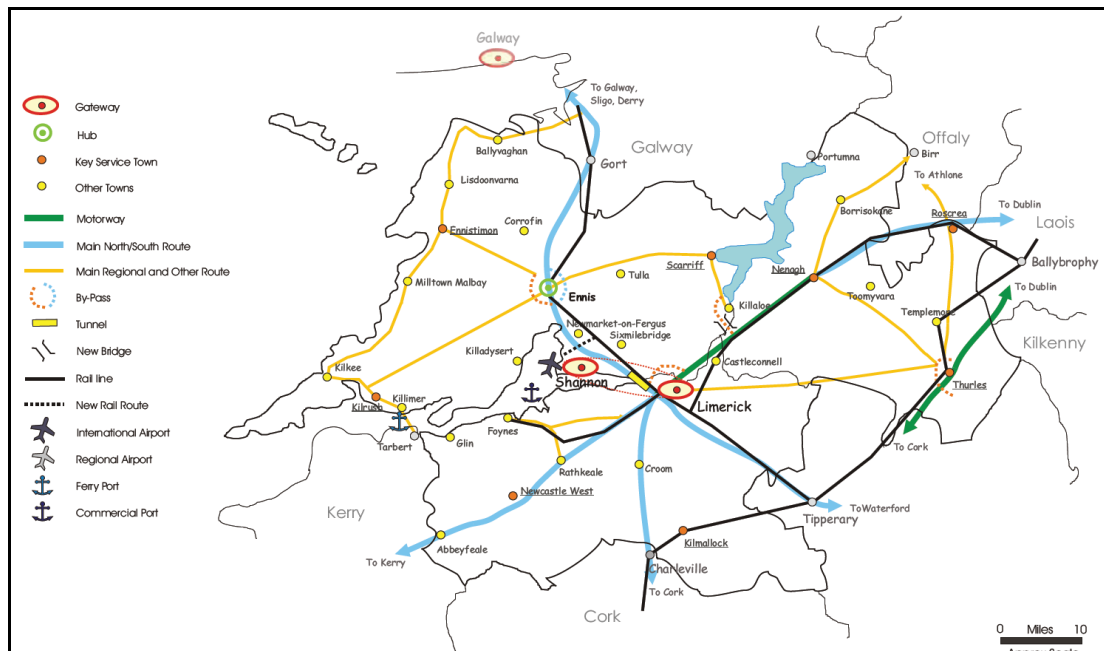 Galway
To Galway,
Sligo, Derry
Gateway
Hub
Key Service Town
Other Towns
Motorway
Main North/South Route
Main Regional and Other Route
By-Pass
Tunnel
New Bridge
Rail line
New Rail Route
International Airport
Regional Airport
Ferry Port
Commercial Port
Ballyvaghan
Gort
Galway
Portumna
Offaly
Birr
To Athlone
Lisdoonvarna
Corrofin
Ennistimon
Borrisokane
To Dublin
Roscrea
Laois
Scarriff
Tulla
Nenagh
Ballybrophy
Milltown Malbay
Ennis
Killaloe
Toomyvara
To Dublin
Newmarket-on-Fergus
Sixmilebridge
Templemore
Kilkenny
Killadysert
Castleconnell
Shannon
Kilkee
Thurles
Limerick
Kilrush
Killimer
Foynes
Tarbert
Glin
To Cork
Rathkeale
Croom
Newcastle West
Kerry
To Waterford
Tipperary
Abbeyfeale
Kilmallock
To Kerry
Charleville
To Cork
Cork
0 Miles 10
Approx Scale